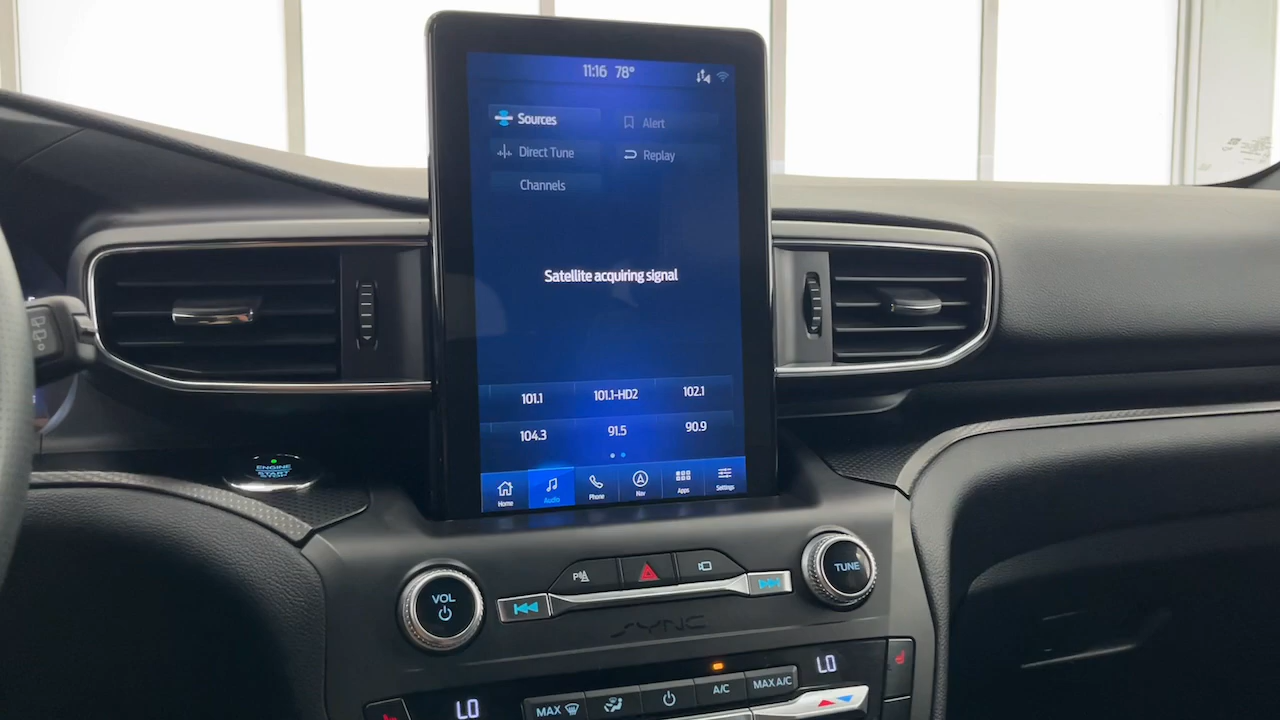 11:16 78°
Sources
Alert
Direct Tune
Replay
Channels
Satellite acquiring signal
101.1 101.1-HD2 102.1
104.3 91.5 90.9
Home Audio Phone Nav Apps Settings
ENGINE
START
STOP
VOL
TUNE
SYNC
LO
LO
MAX
A/C
MAX A/C